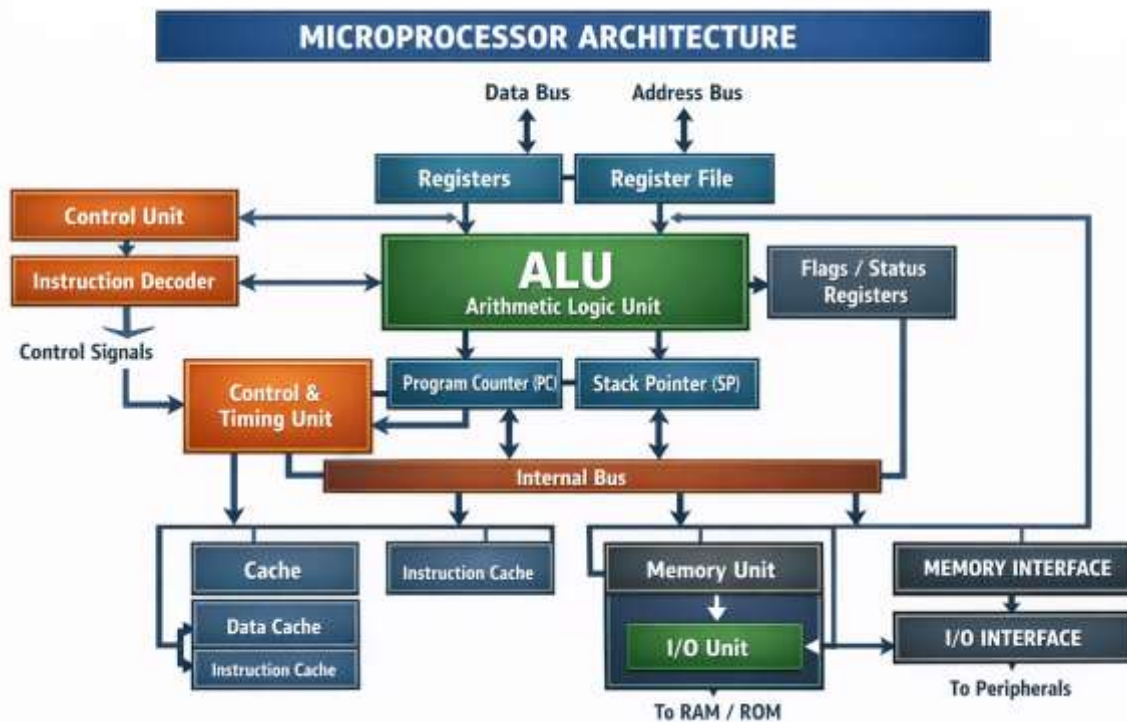 MICROPROCESSOR ARCHITECTURE
Data Bus
Address Bus
Registers
Register File
Control Unit
ALU
Arithmetic Logic Unit
Instruction Decoder
Flags / Status
Registers
Control Signals
Program Counter (PC)
Stack Pointer (SP)
Control &
Timing Unit
Internal Bus
Cache
Instruction Cache
Memory Unit
MEMORY INTERFACE
Data Cache
I/O Unit
I/O INTERFACE
Instruction Cache
To Peripherals
To RAM / ROM